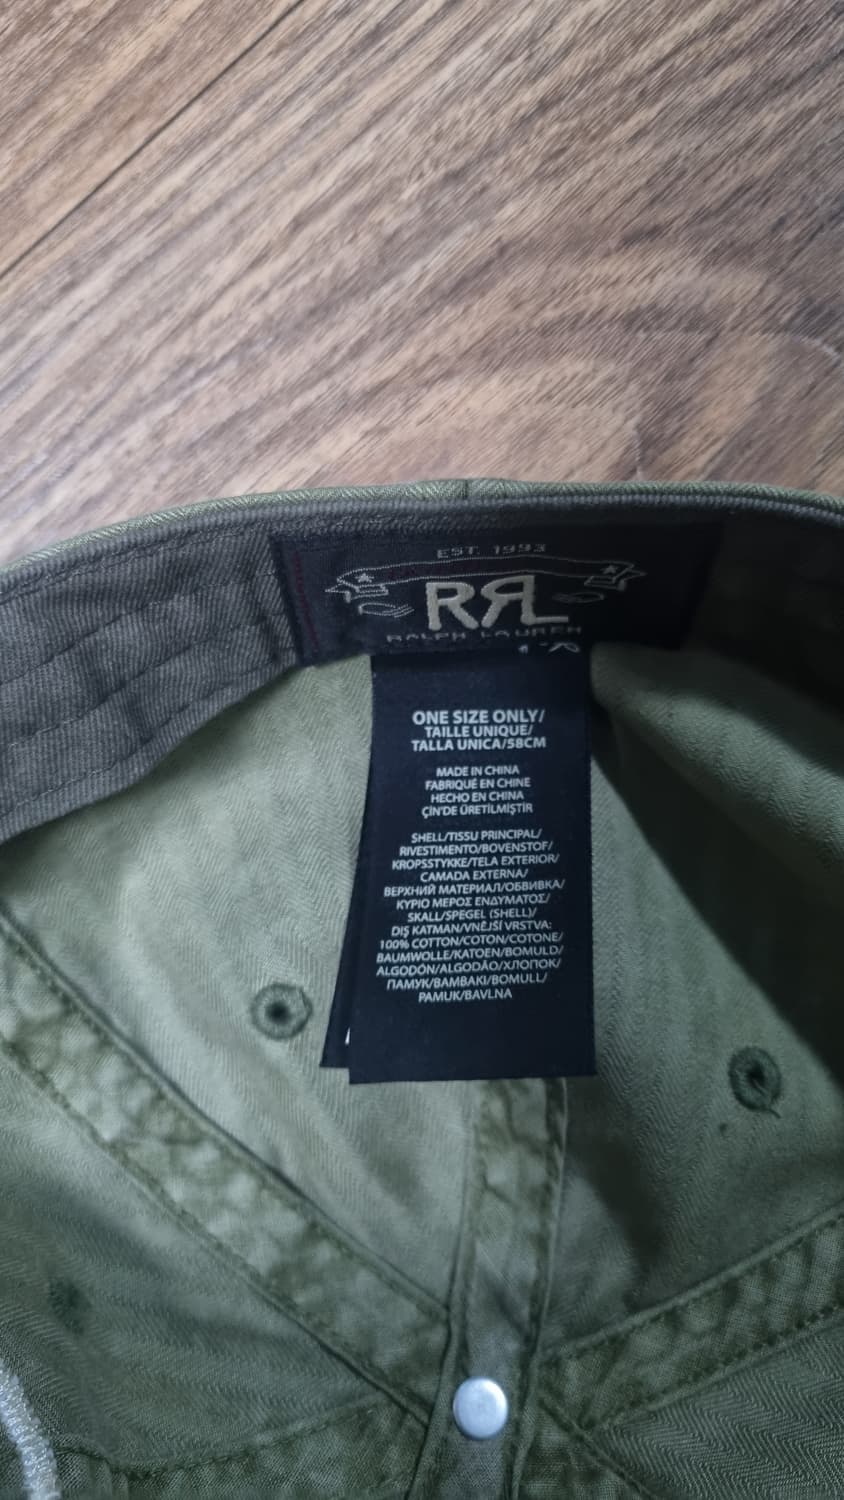 EST. 1993
RRL
RALPH LAUREN
ONE SIZE ONLY/
TAILLE UNIQUE/
TALLA UNICA/58CM
MADE IN CHINA
FABRIQUÉ EN CHINE
HECHO EN CHINA
ÇİN'DE ÜRETİLMİŞTİR
SHELL/TISSU PRINCIPAL/
RIVESTIMENTO/BOVENSTOF/
KROPSSTYKKE/TELA EXTERIOR/
CAMADA EXTERNA/
ВЕРХНИЙ МАТЕРИАЛ/ОБВИВКА/
ΚΥΡΙΟ ΜΕΡΟΣ ΕΝΔΥΜΑΤΟΣ/
SKALL/SPEGEL (SHELL)/
DIŞ KATMAN/VNĚJŠÍ VRSTVA:
100% COTTON/COTON/COTONE/
BAUMWOLLE/KATOEN/BOMULD/
ALGODÓN/ALGODÃO/ХЛОПОК/
ПАМУК/ΒΑΜΒΑΚΙ/BOMULL/
PAMUK/BAVLNA